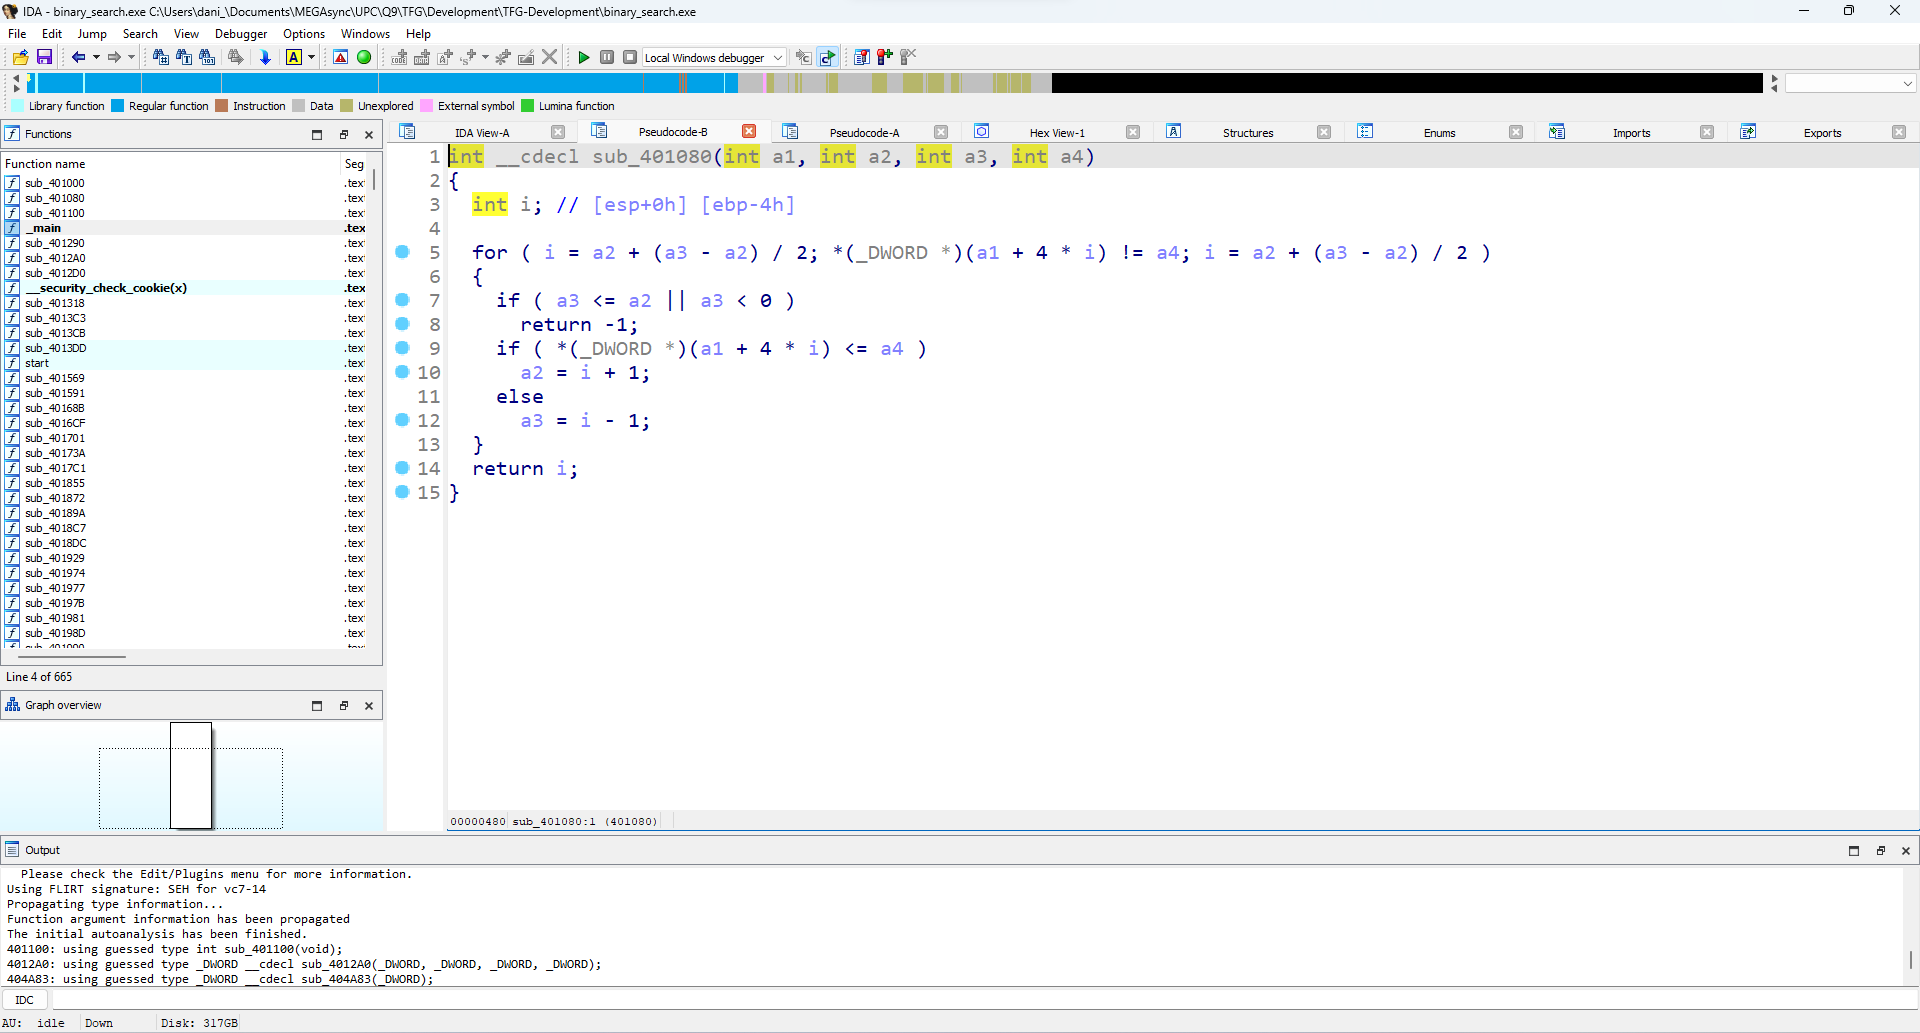 IDA - binary_search.exe C:\Users\dani_\Documents\MEGAsync\UPC\Q9\TFG\Development\TFG-Development\binary_search.exe
File Edit Jump Search View Debugger Options Windows Help
Local Windows debugger
Library function Regular function Instruction Data Unexplored External symbol Lumina function
Functions
Function name Seg
sub_401000 .tex
sub_401080 .tex
sub_401100 .tex
_main .tex
sub_401290 .tex
sub_4012A0 .tex
sub_4012D0 .tex
__security_check_cookie(x) .tex
sub_401318 .tex
sub_4013C3 .tex
sub_4013CB .tex
sub_4013DD .tex
start .tex
sub_401569 .tex
sub_401591 .tex
sub_40168B .tex
sub_4016CF .tex
sub_401701 .tex
sub_40173A .tex
sub_4017C1 .tex
sub_401855 .tex
sub_401872 .tex
sub_40189A .tex
sub_4018C7 .tex
sub_4018DC .tex
sub_401929 .tex
sub_401974 .tex
sub_401977 .tex
sub_40197B .tex
sub_401981 .tex
sub_40198D .tex
Line 4 of 665
Graph overview
IDA View-A Pseudocode-B Pseudocode-A Hex View-1 Structures Enums Imports Exports
1 int __cdecl sub_401080(int a1, int a2, int a3, int a4)
2 {
3 int i; // [esp+0h] [ebp-4h]
4
5 for ( i = a2 + (a3 - a2) / 2; *(_DWORD *)(a1 + 4 * i) != a4; i = a2 + (a3 - a2) / 2 )
6 {
7 if ( a3 <= a2 || a3 < 0 )
8 return -1;
9 if ( *(_DWORD *)(a1 + 4 * i) <= a4 )
10 a2 = i + 1;
11 else
12 a3 = i - 1;
13 }
14 return i;
15 }
00000480 sub_401080:1 (401080)
Output
Please check the Edit/Plugins menu for more information.
Using FLIRT signature: SEH for vc7-14
Propagating type information...
Function argument information has been propagated
The initial autoanalysis has been finished.
401100: using guessed type int sub_401100(void);
4012A0: using guessed type _DWORD __cdecl sub_4012A0(_DWORD, _DWORD, _DWORD, _DWORD);
404A83: using guessed type _DWORD __cdecl sub_404A83(_DWORD);
IDC
AU: idle Down Disk: 317GB